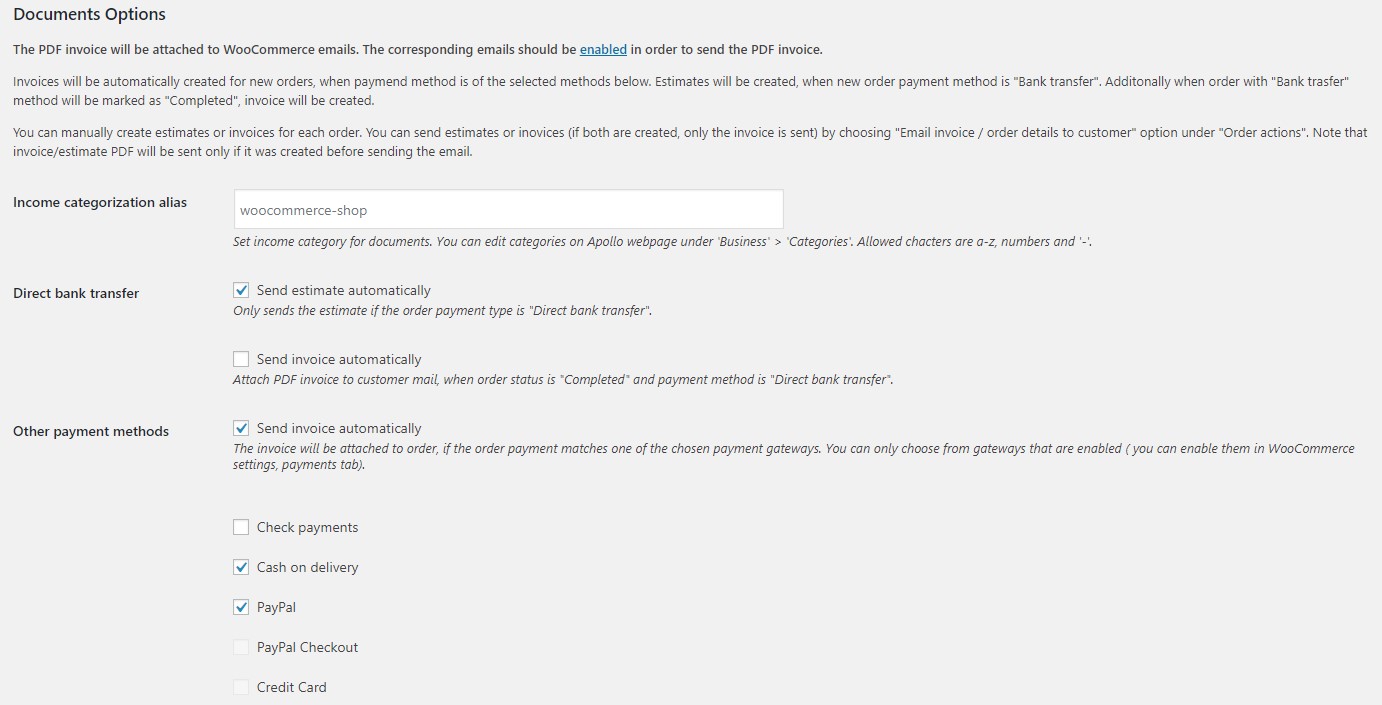 Documents Options
The PDF invoice will be attached to WooCommerce emails. The corresponding emails should be enabled in order to send the PDF invoice.
Invoices will be automatically created for new orders, when paymend method is of the selected methods below. Estimates will be created, when new order payment method is "Bank transfer". Additonally when order with "Bank trasfer"
method will be marked as "Completed", invoice will be created.
You can manually create estimates or invoices for each order. You can send estimates or inovices (if both are created, only the invoice is sent) by choosing "Email invoice / order details to customer" option under "Order actions". Note that
invoice/estimate PDF will be sent only if it was created before sending the email.
Income categorization alias
woocommerce-shop
Set income category for documents. You can edit categories on Apollo webpage under 'Business' > 'Categories'. Allowed chacters are a-z, numbers and '-'.
Direct bank transfer
Send estimate automatically
Only sends the estimate if the order payment type is "Direct bank transfer".
Send invoice automatically
Attach PDF invoice to customer mail, when order status is "Completed" and payment method is "Direct bank transfer".
Other payment methods
Send invoice automatically
The invoice will be attached to order, if the order payment matches one of the chosen payment gateways. You can only choose from gateways that are enabled ( you can enable them in WooCommerce
settings, payments tab).
Check payments
Cash on delivery
PayPal
PayPal Checkout
Credit Card